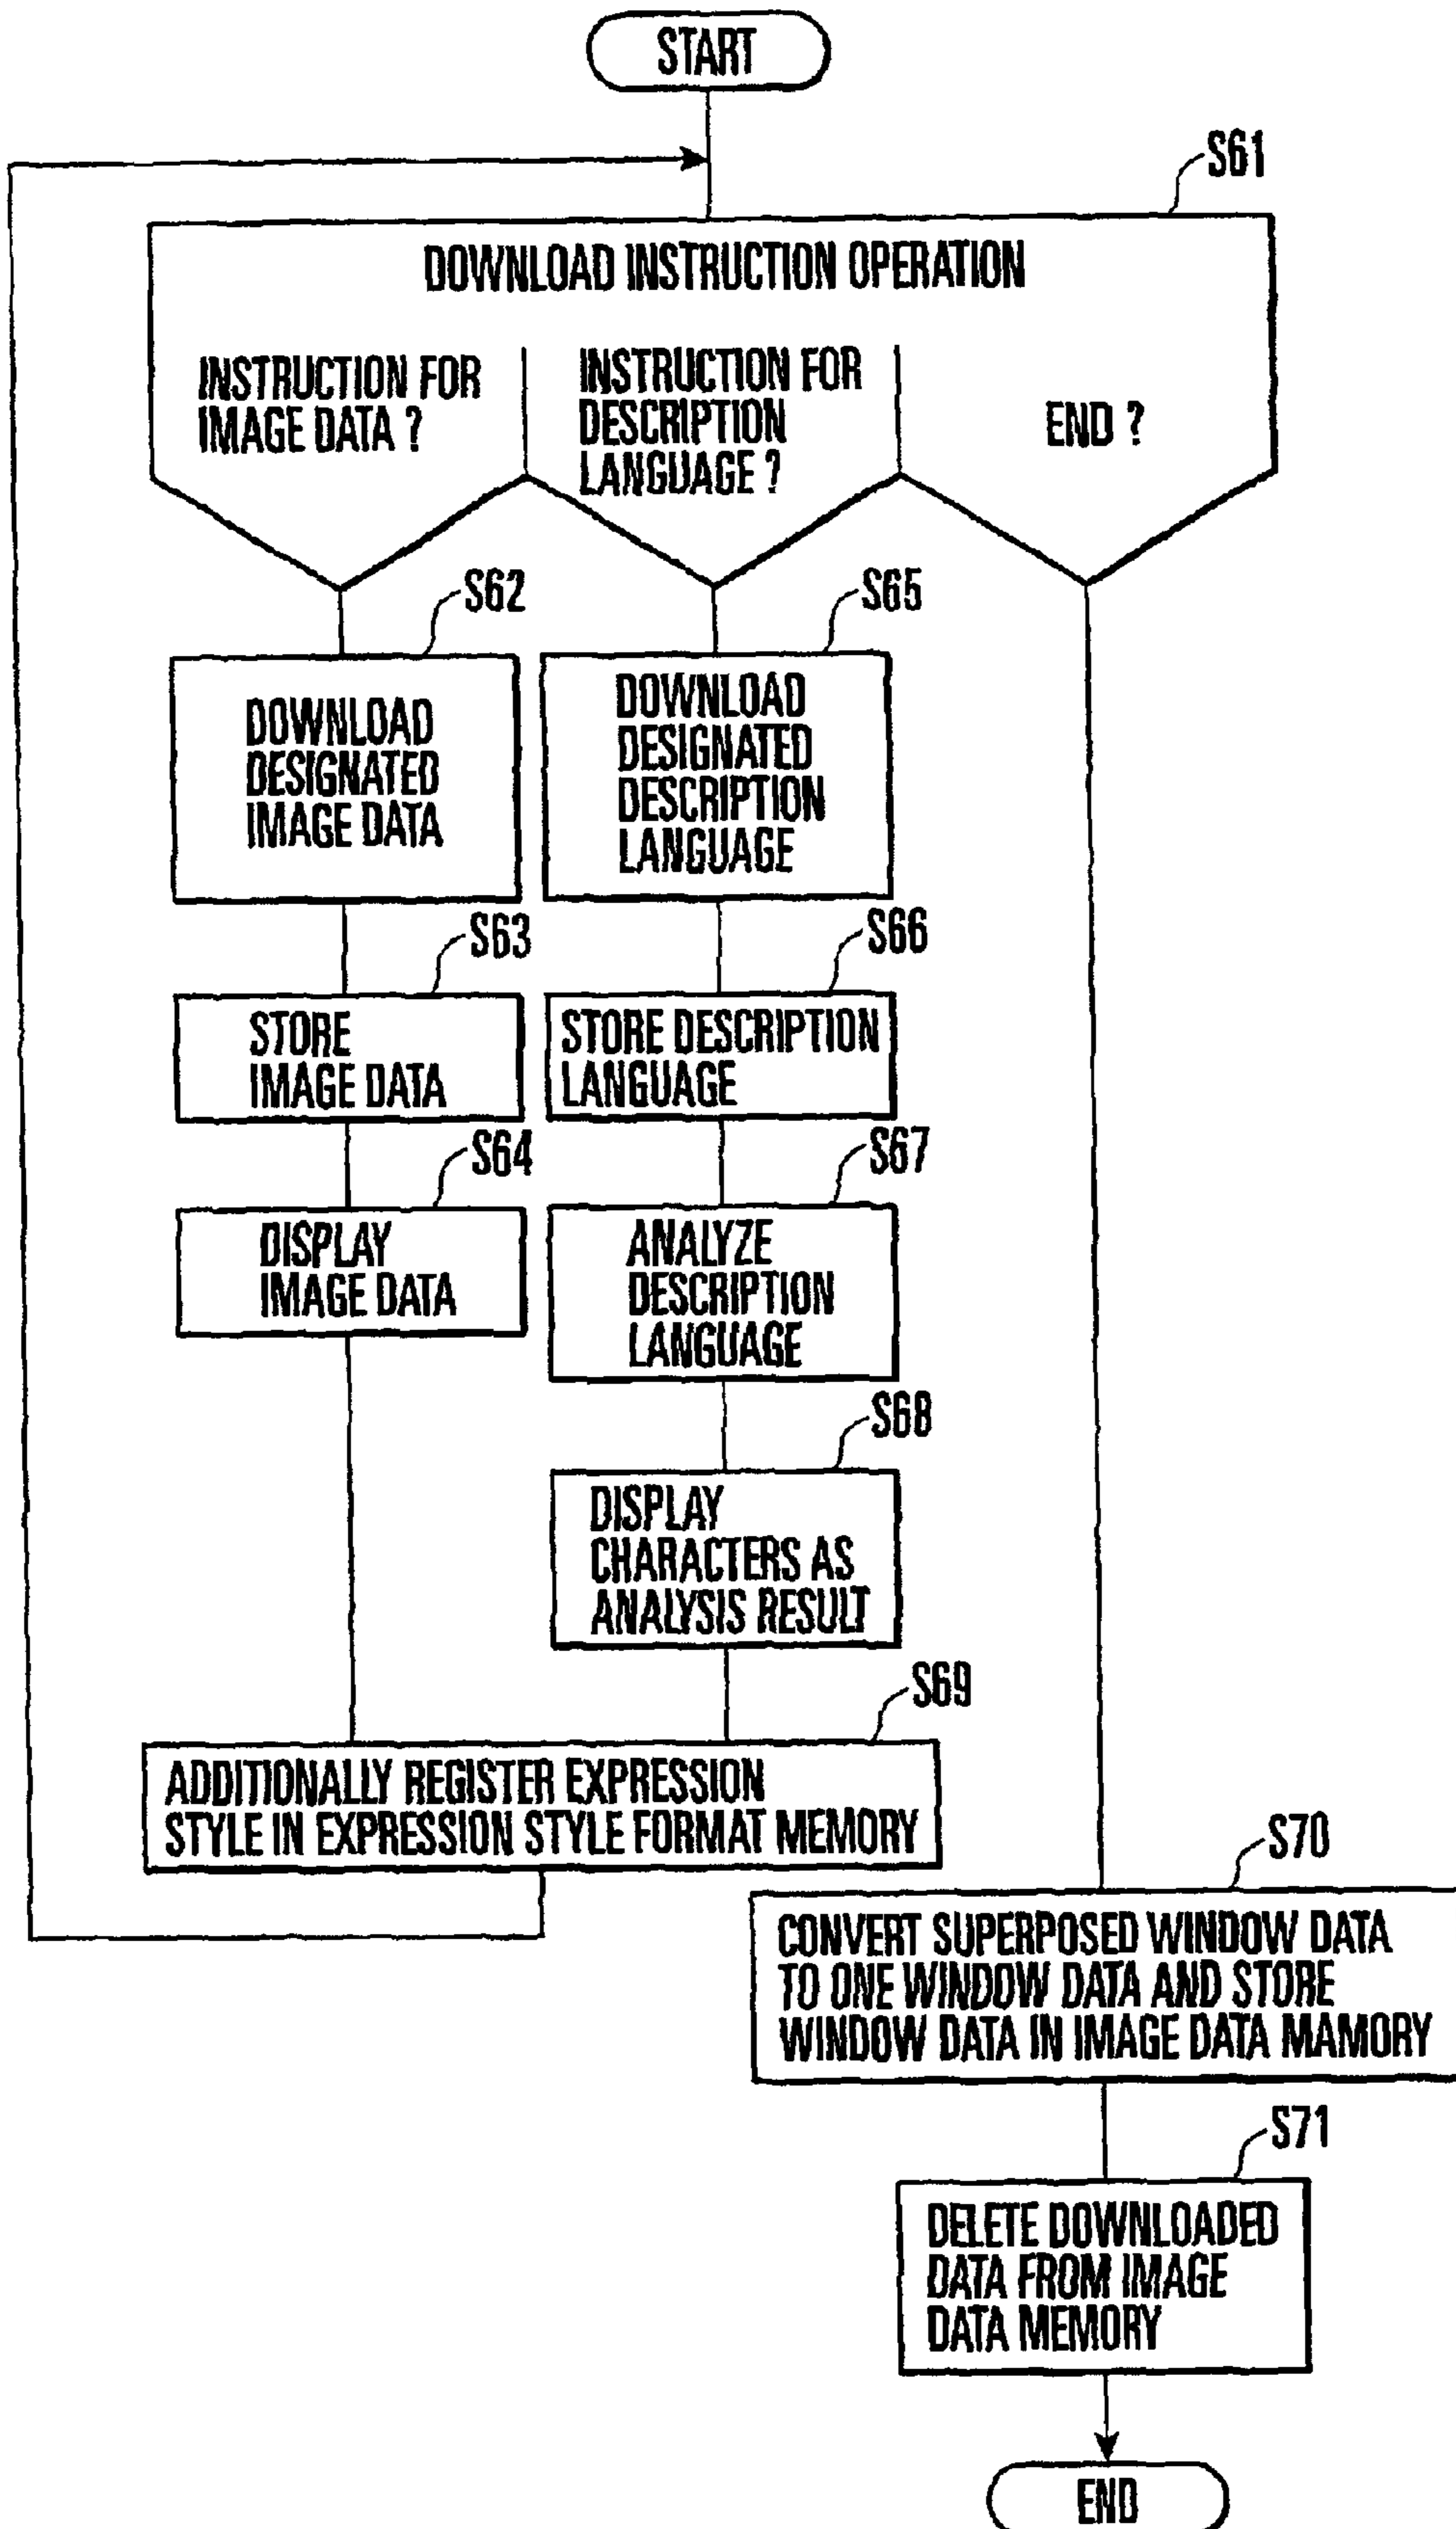 START
S61
DOWNLOAD INSTRUCTION OPERATION
INSTRUCTION FOR
IMAGE DATA ?
INSTRUCTION FOR
DESCRIPTION
LANGUAGE ?
END ?
S62
DOWNLOAD
DESIGNATED
IMAGE DATA
S65
DOWNLOAD
DESIGNATED
DESCRIPTION
LANGUAGE
S63
STORE
IMAGE DATA
S66
STORE DESCRIPTION
LANGUAGE
S64
DISPLAY
IMAGE DATA
S67
ANALYZE
DESCRIPTION
LANGUAGE
S68
DISPLAY
CHARACTERS AS
ANALYSIS RESULT
S69
ADDITIONALLY REGISTER EXPRESSION
STYLE IN EXPRESSION STYLE FORMAT MEMORY
S70
CONVERT SUPERPOSED WINDOW DATA
TO ONE WINDOW DATA AND STORE
WINDOW DATA IN IMAGE DATA MAMORY
S71
DELETE DOWNLOADED
DATA FROM IMAGE
DATA MEMORY
END